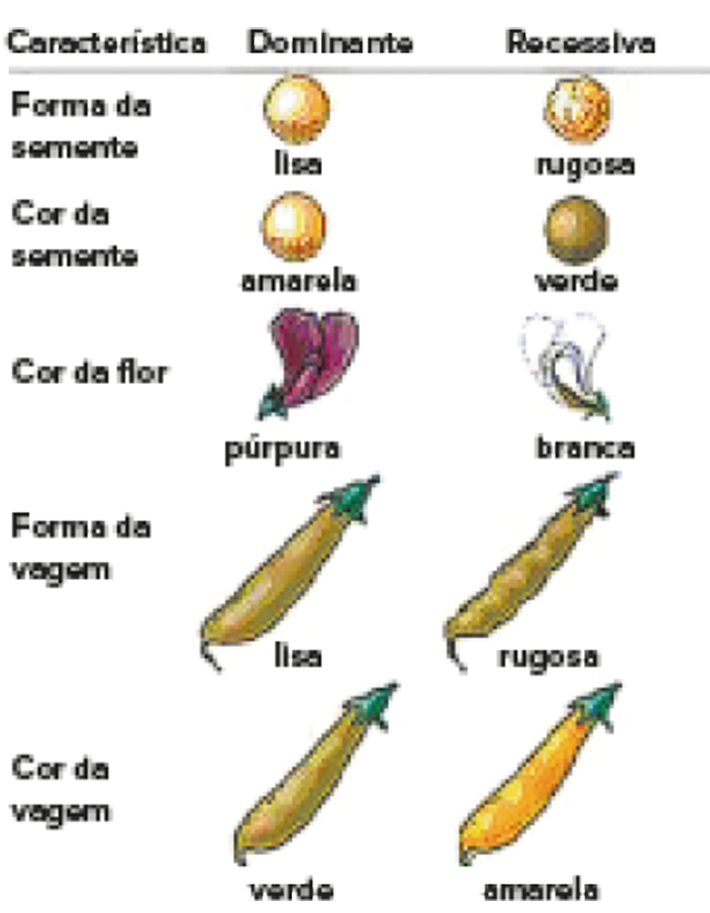 Característica Dominante Recessiva
Forma da
semente
lisa rugosa
Cor da
semente
amarela verde
Cor da flor
púrpura branca
Forma da
vagem
lisa rugosa
Cor da
vagem
verde amarela